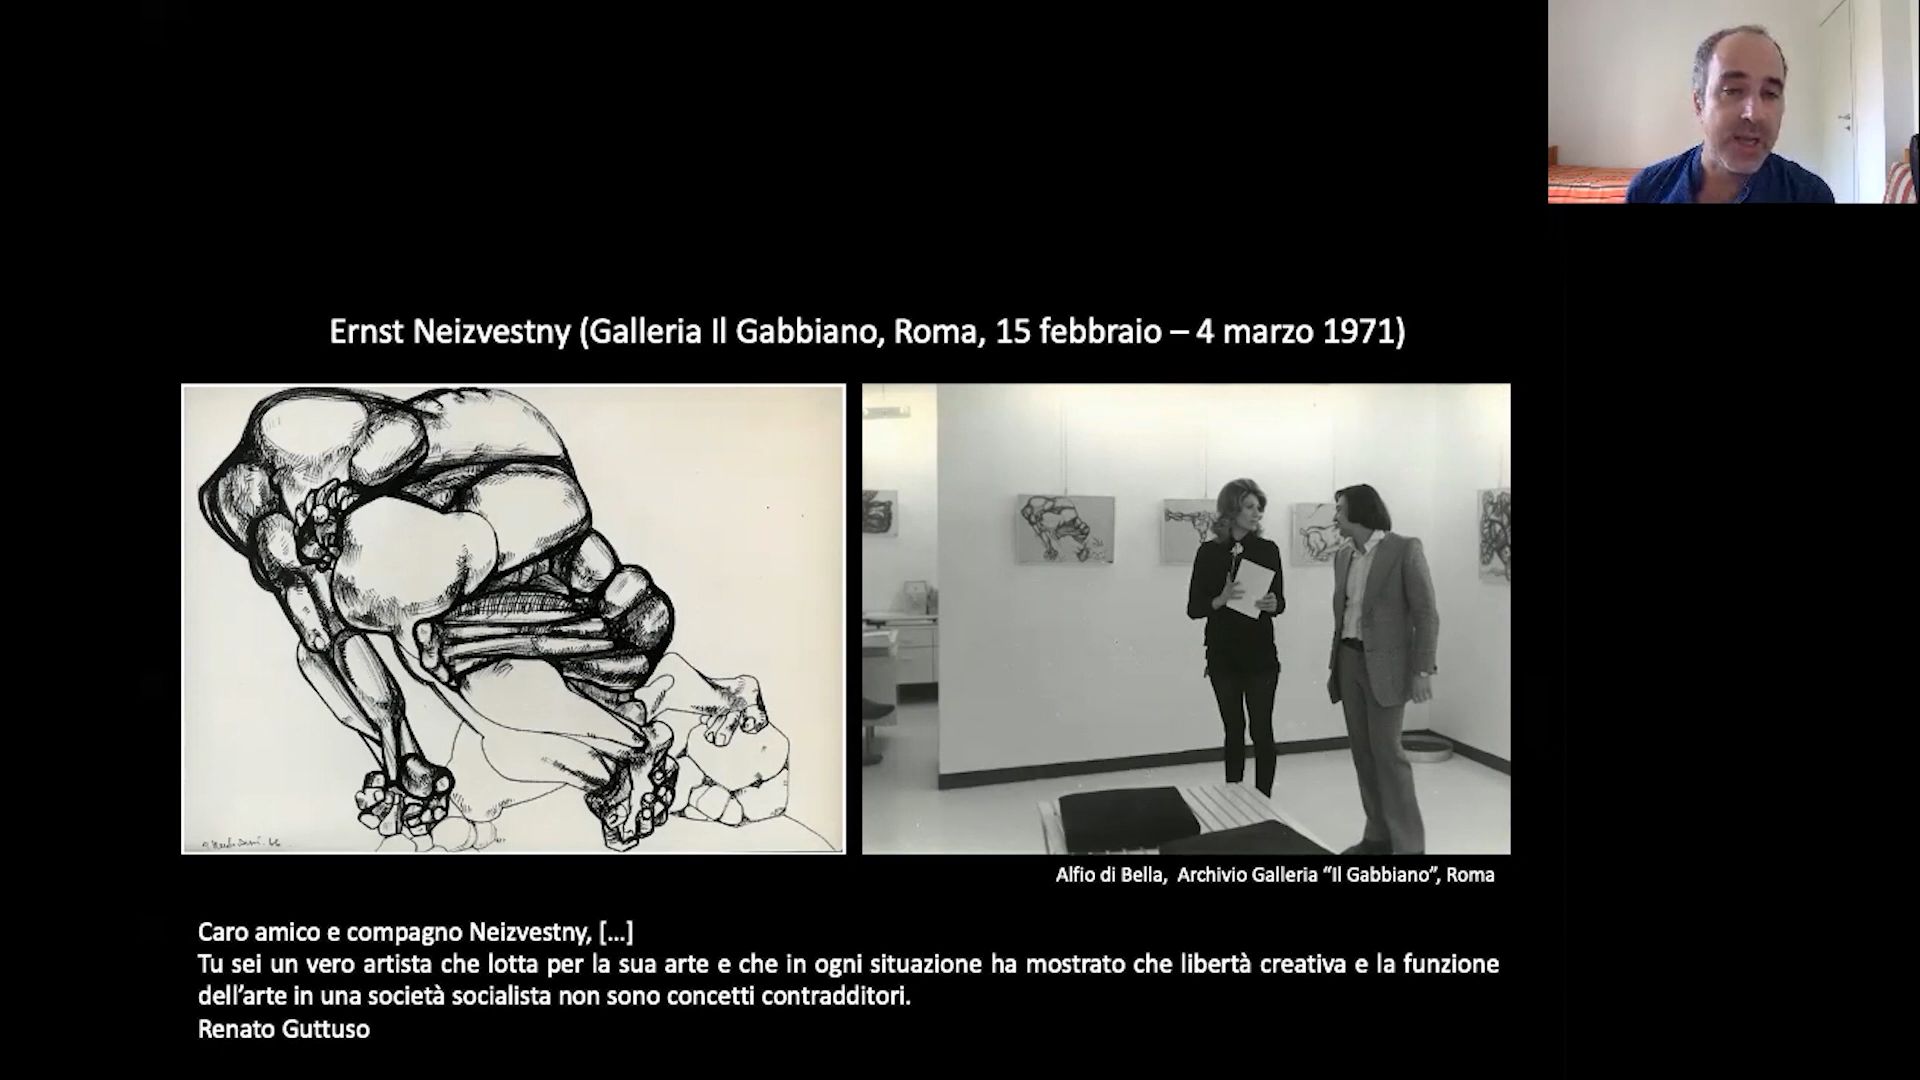 Ernst Neizvestny (Galleria Il Gabbiano, Roma, 15 febbraio – 4 marzo 1971)
Alfio di Bella, Archivio Galleria “Il Gabbiano”, Roma
Caro amico e compagno Neizvestny, [...]
Tu sei un vero artista che lotta per la sua arte e che in ogni situazione ha mostrato che libertà creativa e la funzione
dell’arte in una società socialista non sono concetti contradditori.
Renato Guttuso